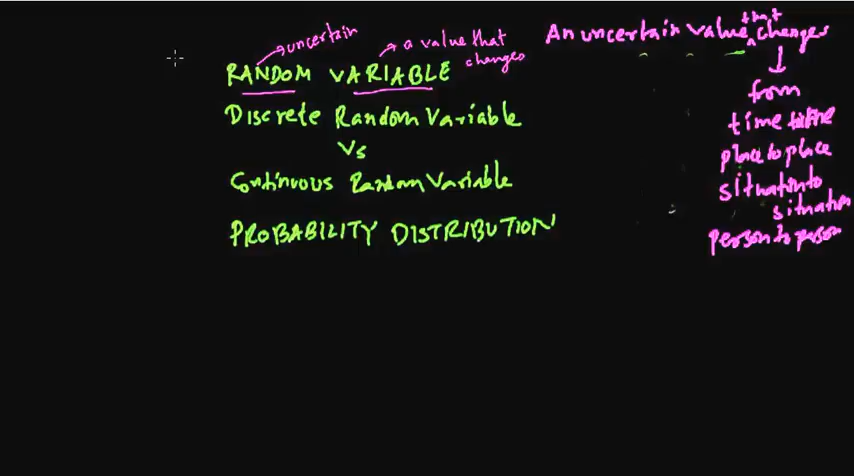 uncertain
a value that
changes
RANDOM VARIABLE
Discrete Random Variable
Vs
Continuous Random Variable
PROBABILITY DISTRIBUTION
An uncertain value that changes
from
time to time
place to place
situation to
situation
person to person